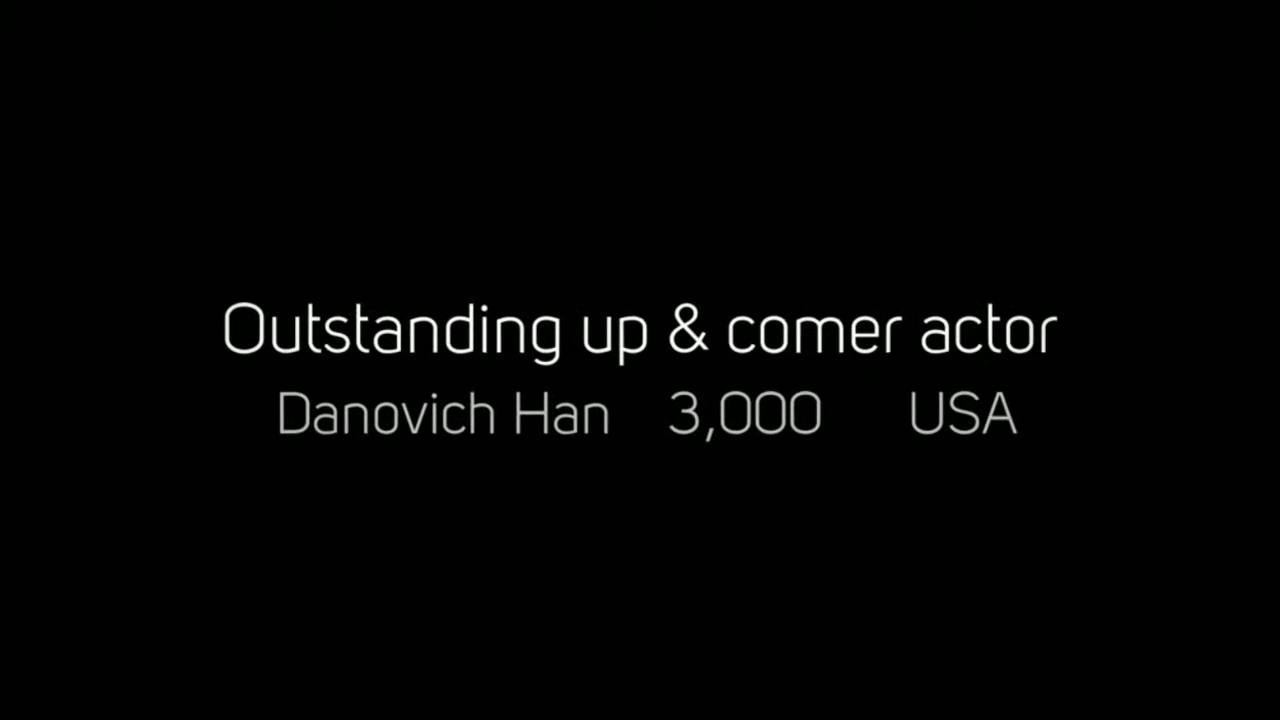 Outstanding up & comer actor
Danovich Han 3,000 USA